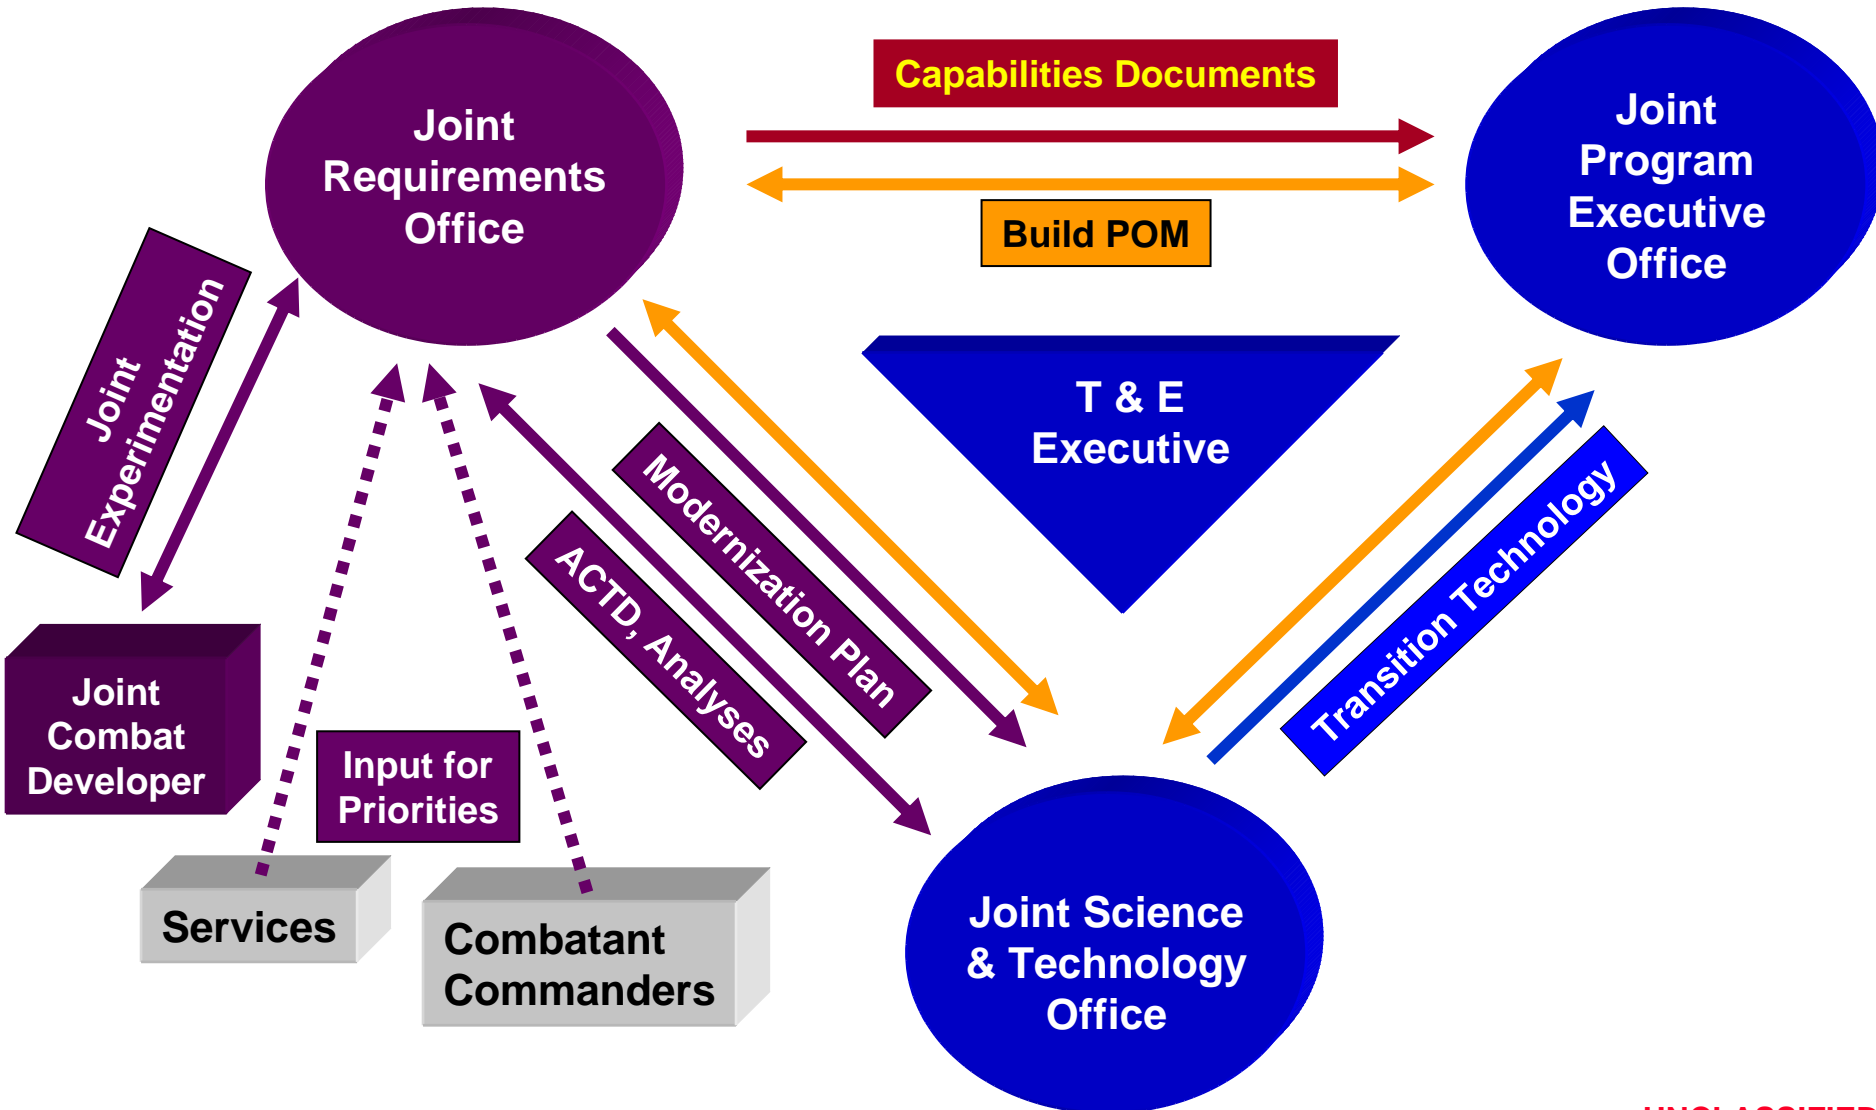 Capabilities Documents
Joint
Requirements
Office
Joint
Program
Executive
Office
Build POM
Joint
Experimentation
T & E
Executive
Modernization Plan
ACTD, Analyses
Transition Technology
Joint
Combat
Developer
Input for
Priorities
Services
Combatant
Commanders
Joint Science
& Technology
Office